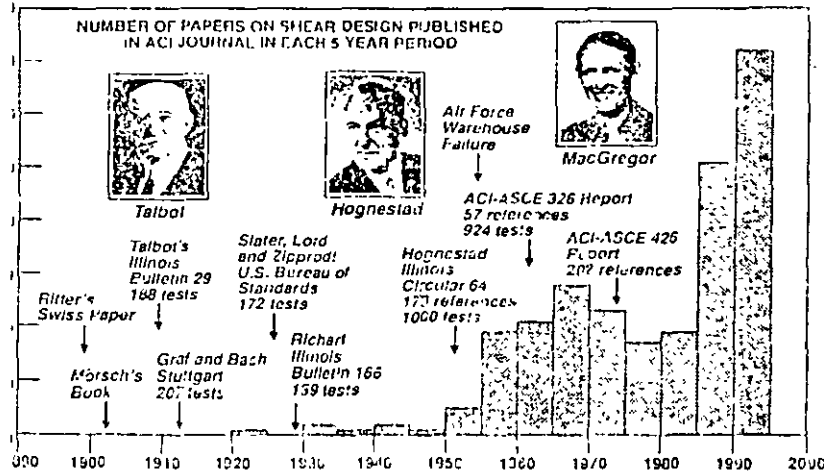 NUMBER OF PAPERS ON SHEAR DESIGN PUBLISHED
IN ACI JOURNAL IN EACH 5 YEAR PERIOD
Talbot
Hognestad
MacGregor
Air Force
Warehouse
Failure
ACI-ASCE 326 Report
57 references
924 tests
ACI-ASCE 426
Report
202 references
Talbot's
Illinois
Bulletin 29
188 tests
Slater, Lord
and Zipprodt
U.S. Bureau of
Standards
172 tests
Hognestad
Illinois
Circular 64
173 references
1000 tests
Ritter's
Swiss Paper
Mörsch's
Book
Graf and Bach
Stuttgart
207 tests
Richart
Illinois
Bulletin 166
139 tests
1900
1910
1920
1930
1940
1950
1960
1970
1980
1990
2000